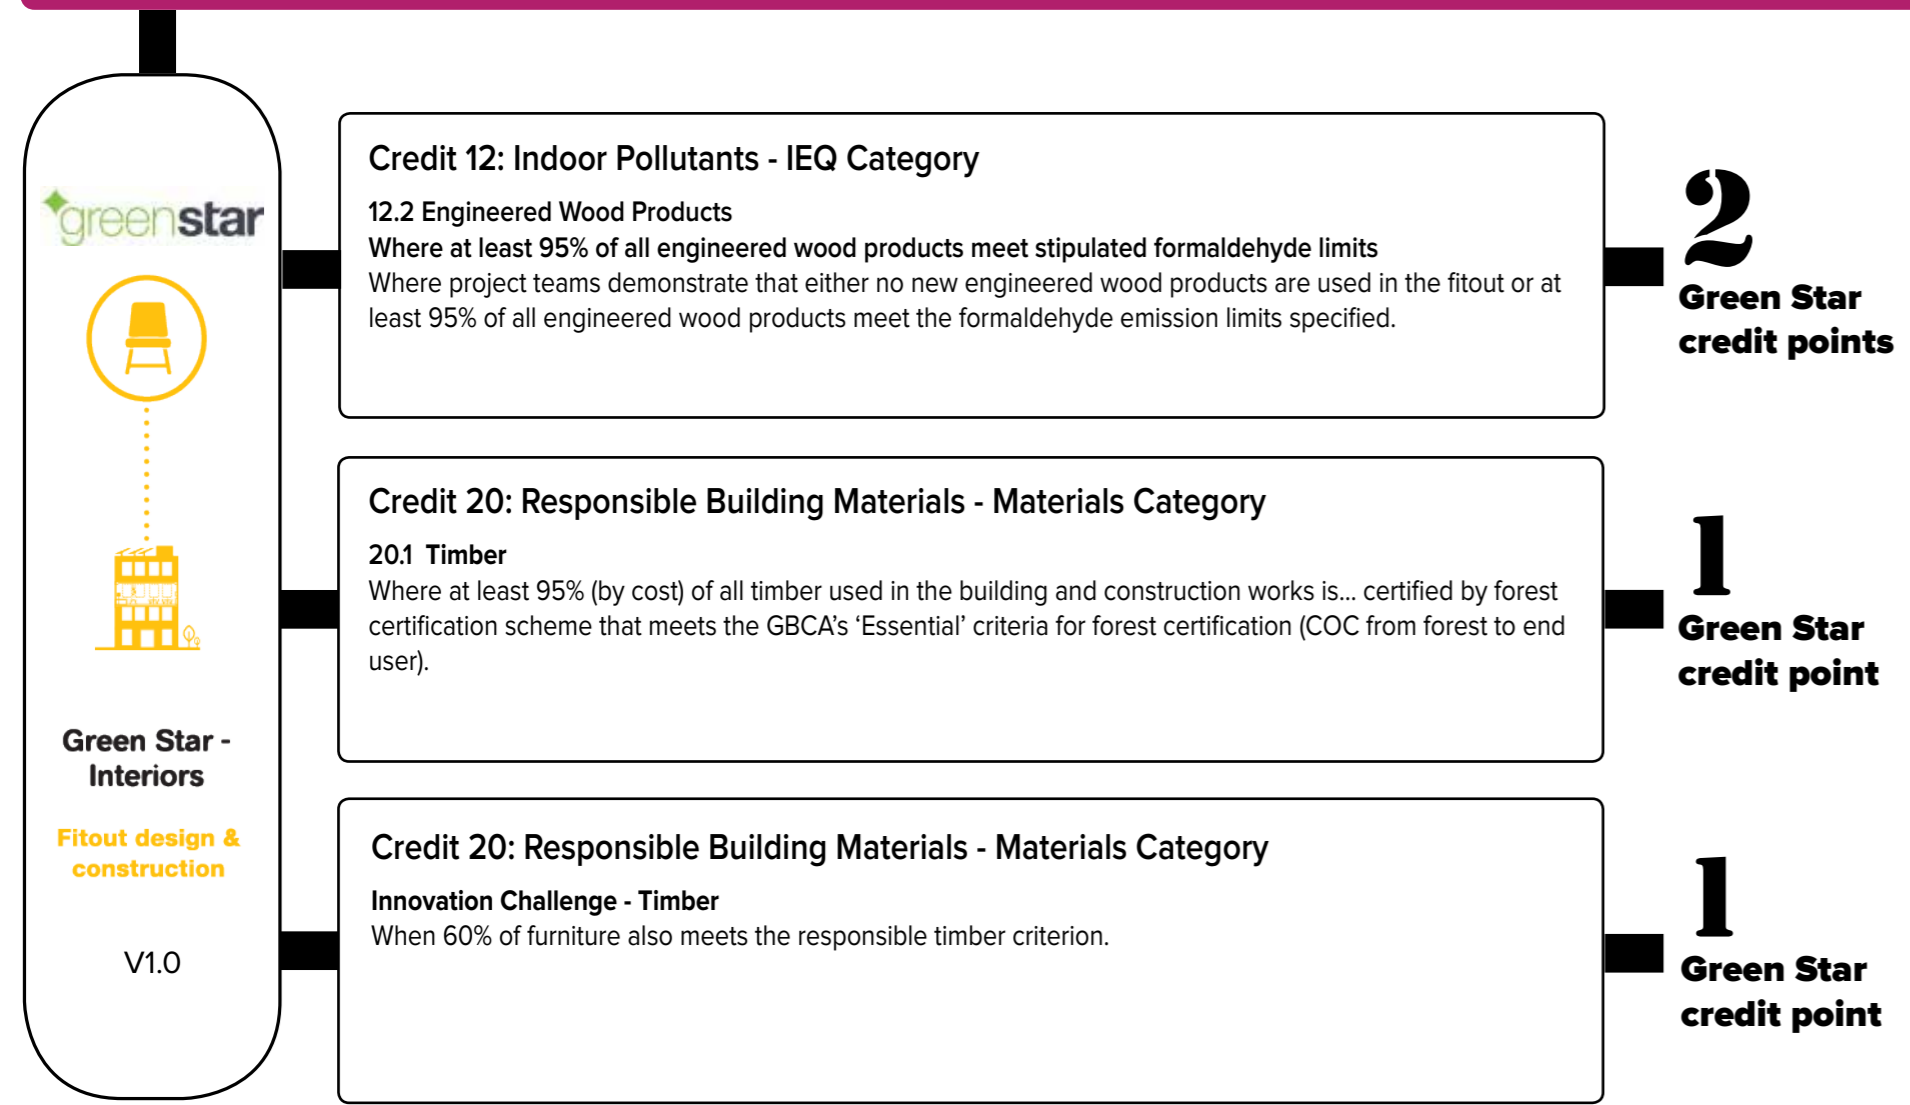 greenstar
Green Star -
Interiors
Fitout design &
construction
V1.0
Credit 12: Indoor Pollutants - IEQ Category
12.2 Engineered Wood Products
Where at least 95% of all engineered wood products meet stipulated formaldehyde limits
Where project teams demonstrate that either no new engineered wood products are used in the fitout or at
least 95% of all engineered wood products meet the formaldehyde emission limits specified.
2
Green Star
credit points
Credit 20: Responsible Building Materials - Materials Category
20.1 Timber
Where at least 95% (by cost) of all timber used in the building and construction works is... certified by forest
certification scheme that meets the GBCA’s ‘Essential’ criteria for forest certification (COC from forest to end
user).
1
Green Star
credit point
Credit 20: Responsible Building Materials - Materials Category
Innovation Challenge - Timber
When 60% of furniture also meets the responsible timber criterion.
1
Green Star
credit point